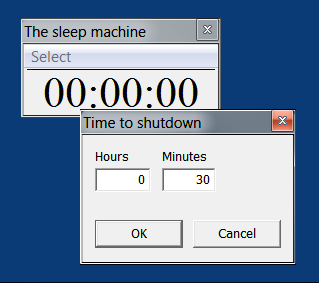 The sleep machine
Select
00:00:00
Time to shutdown
Hours Minutes
0 30
OK Cancel